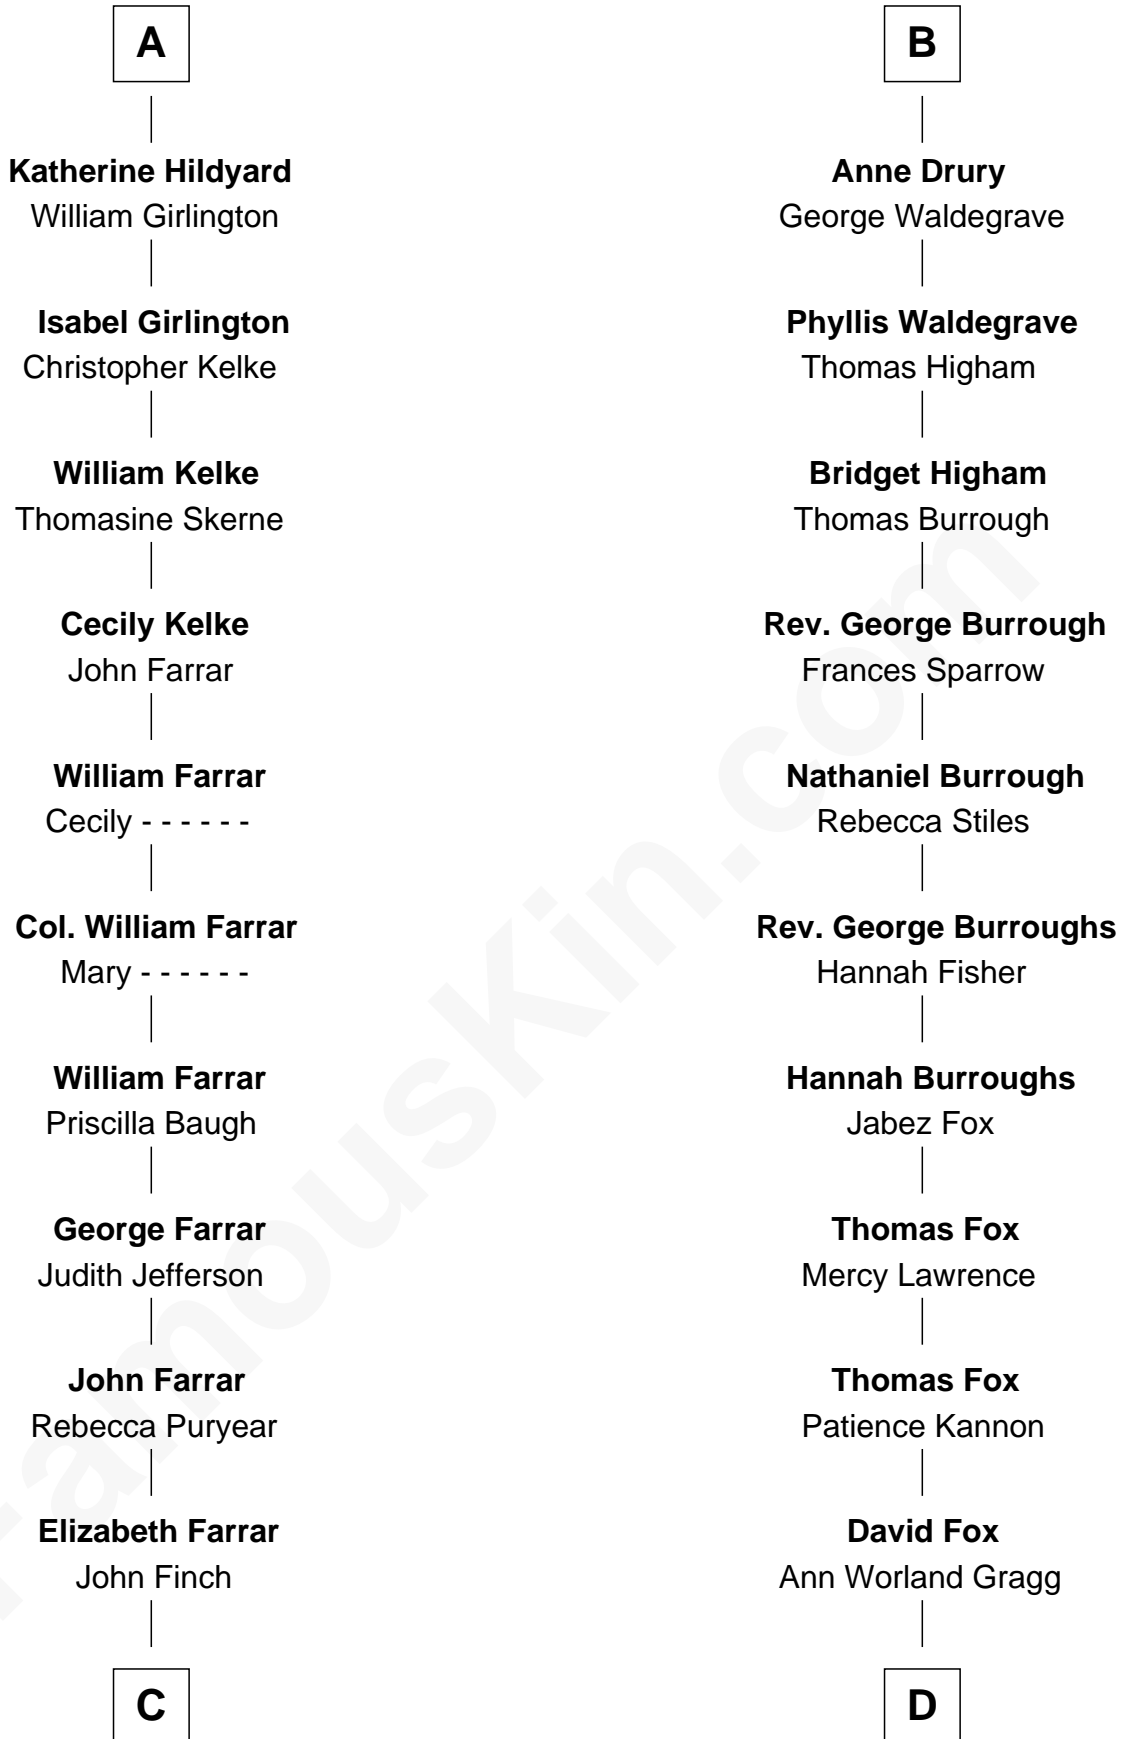 A
Katherine Hildyard
William Girlington
Isabel Girlington
Christopher Kelke
William Kelke
Thomasine Skerne
Cecily Kelke
John Farrar
William Farrar
Cecily - - - - - -
Col. William Farrar
Mary - - - - - -
William Farrar
Priscilla Baugh
George Farrar
Judith Jefferson
John Farrar
Rebecca Puryear
Elizabeth Farrar
John Finch
C
B
Anne Drury
George Waldegrave
Phyllis Waldegrave
Thomas Higham
Bridget Higham
Thomas Burrough
Rev. George Burrough
Frances Sparrow
Nathaniel Burrough
Rebecca Stiles
Rev. George Burroughs
Hannah Fisher
Hannah Burroughs
Jabez Fox
Thomas Fox
Mercy Lawrence
Thomas Fox
Patience Kannon
David Fox
Ann Worland Gragg
D
FamousKin.com